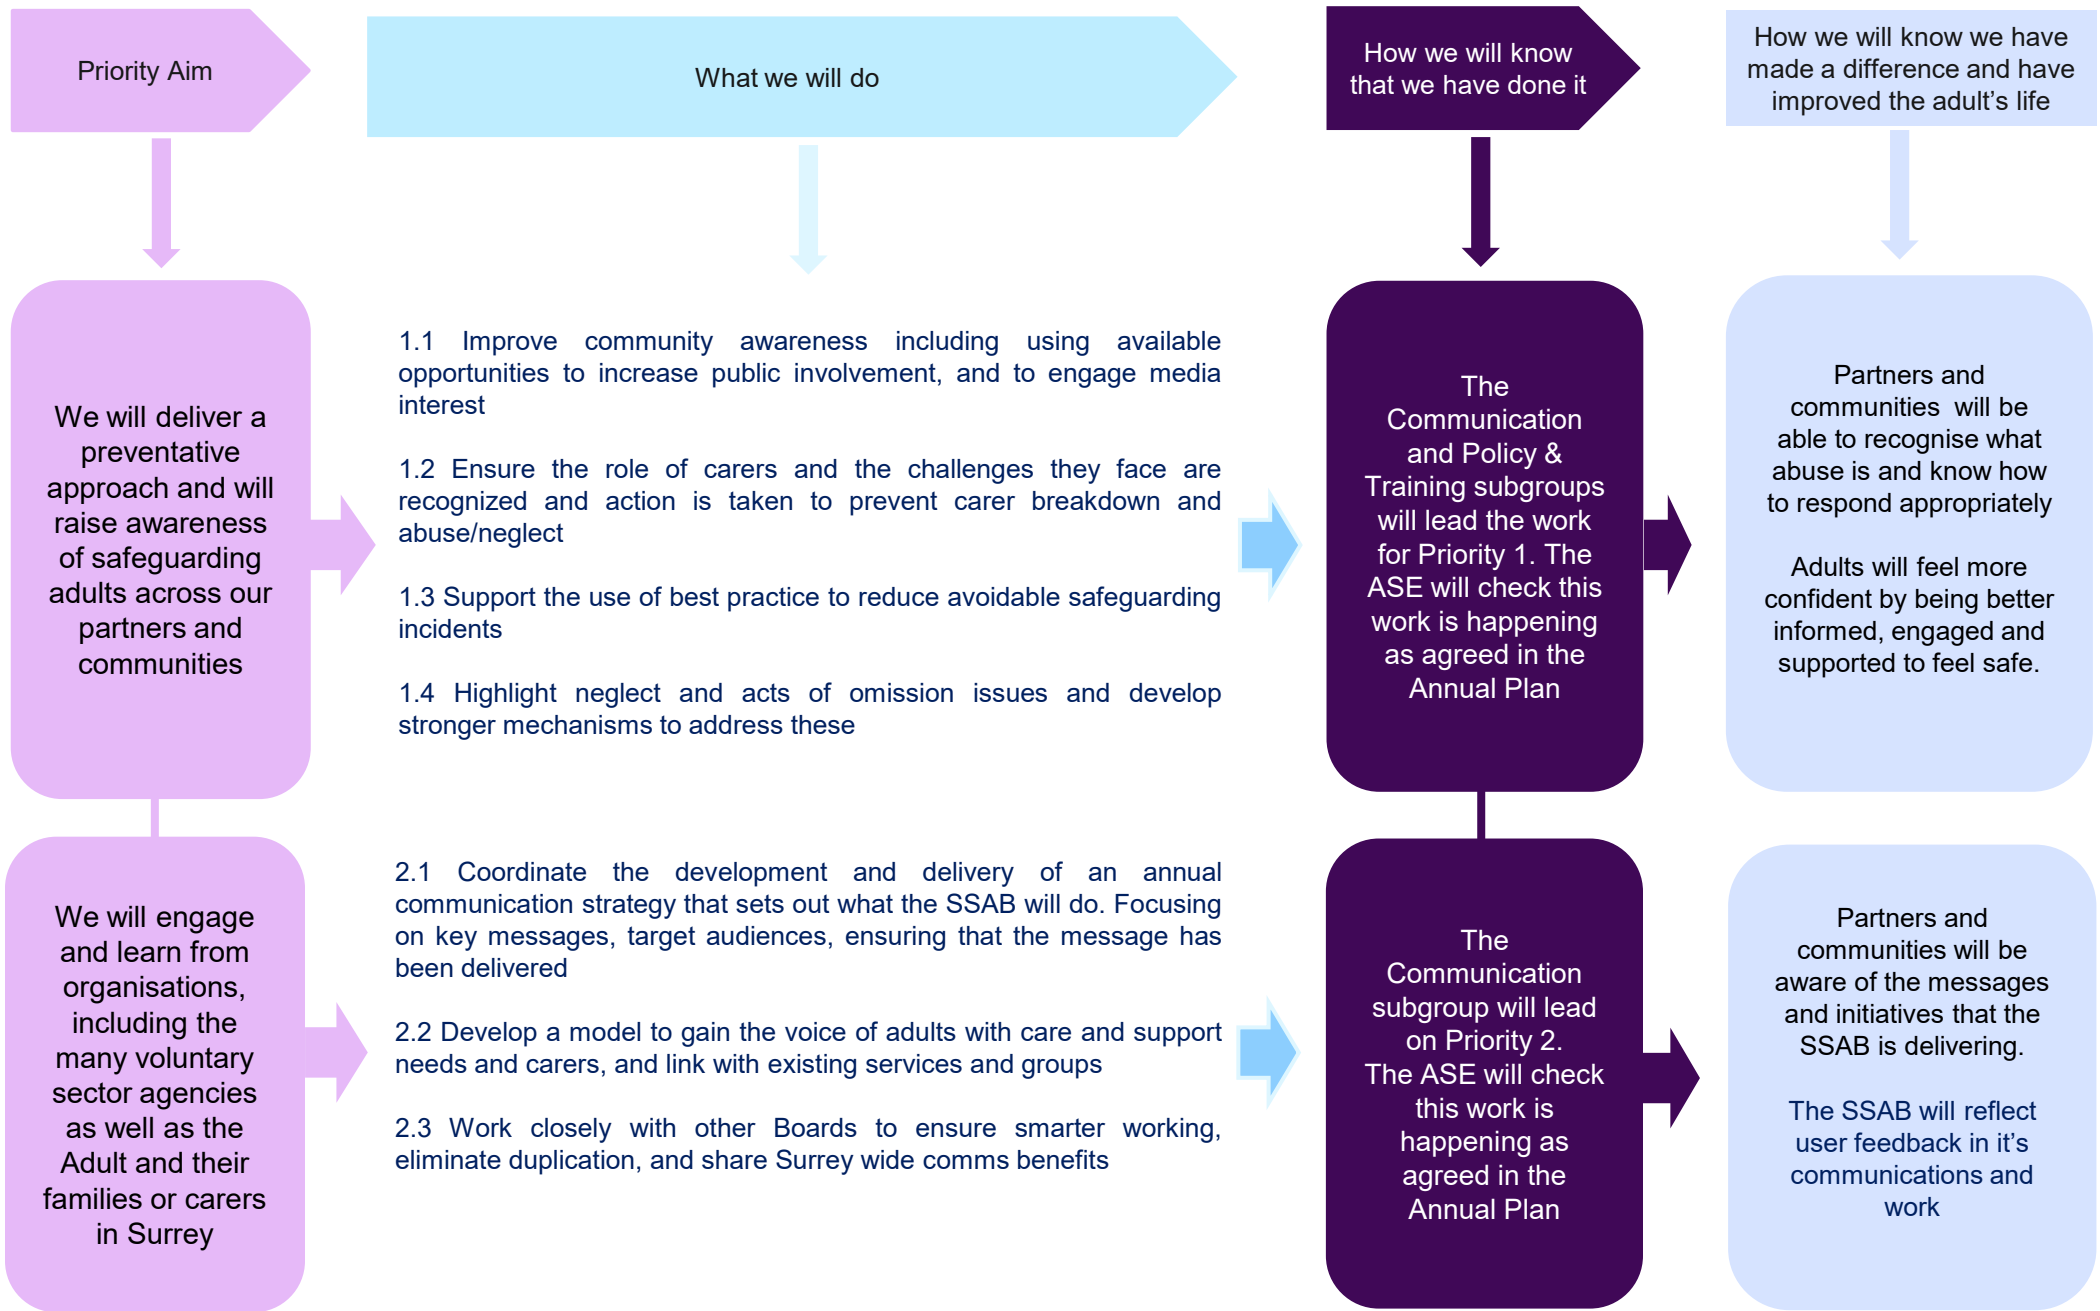 Priority Aim
What we will do
How we will know
that we have done it
How we will know we have
made a difference and have
improved the adult’s life
We will deliver a
preventative
approach and will
raise awareness
of safeguarding
adults across our
partners and
communities
1.1 Improve community awareness including using available
opportunities to increase public involvement, and to engage media
interest
1.2 Ensure the role of carers and the challenges they face are
recognized and action is taken to prevent carer breakdown and
abuse/neglect
1.3 Support the use of best practice to reduce avoidable safeguarding
incidents
1.4 Highlight neglect and acts of omission issues and develop
stronger mechanisms to address these
The
Communication
and Policy &
Training subgroups
will lead the work
for Priority 1. The
ASE will check this
work is happening
as agreed in the
Annual Plan
Partners and
communities will be
able to recognise what
abuse is and know how
to respond appropriately
Adults will feel more
confident by being better
informed, engaged and
supported to feel safe.
We will engage
and learn from
organisations,
including the
many voluntary
sector agencies
as well as the
Adult and their
families or carers
in Surrey
2.1 Coordinate the development and delivery of an annual
communication strategy that sets out what the SSAB will do. Focusing
on key messages, target audiences, ensuring that the message has
been delivered
2.2 Develop a model to gain the voice of adults with care and support
needs and carers, and link with existing services and groups
2.3 Work closely with other Boards to ensure smarter working,
eliminate duplication, and share Surrey wide comms benefits
The
Communication
subgroup will lead
on Priority 2.
The ASE will check
this work is
happening as
agreed in the
Annual Plan
Partners and
communities will be
aware of the messages
and initiatives that the
SSAB is delivering.
The SSAB will reflect
user feedback in it’s
communications and
work